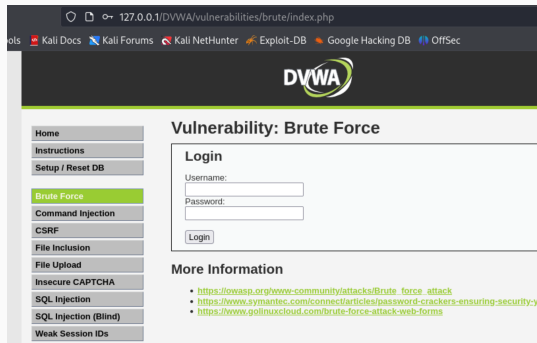 127.0.0.1/DVWA/vulnerabilities/brute/index.php
ools Kali Docs Kali Forums Kali NetHunter Exploit-DB Google Hacking DB OffSec
DVWA
Home
Instructions
Setup / Reset DB
Brute Force
Command Injection
CSRF
File Inclusion
File Upload
Insecure CAPTCHA
SQL Injection
SQL Injection (Blind)
Weak Session IDs
Vulnerability: Brute Force
Login
Username:
Password:
Login
More Information
https://owasp.org/www-community/attacks/Brute_force_attack
https://www.symantec.com/connect/articles/password-crackers-ensuring-security-y
https://www.golinuxcloud.com/brute-force-attack-web-forms